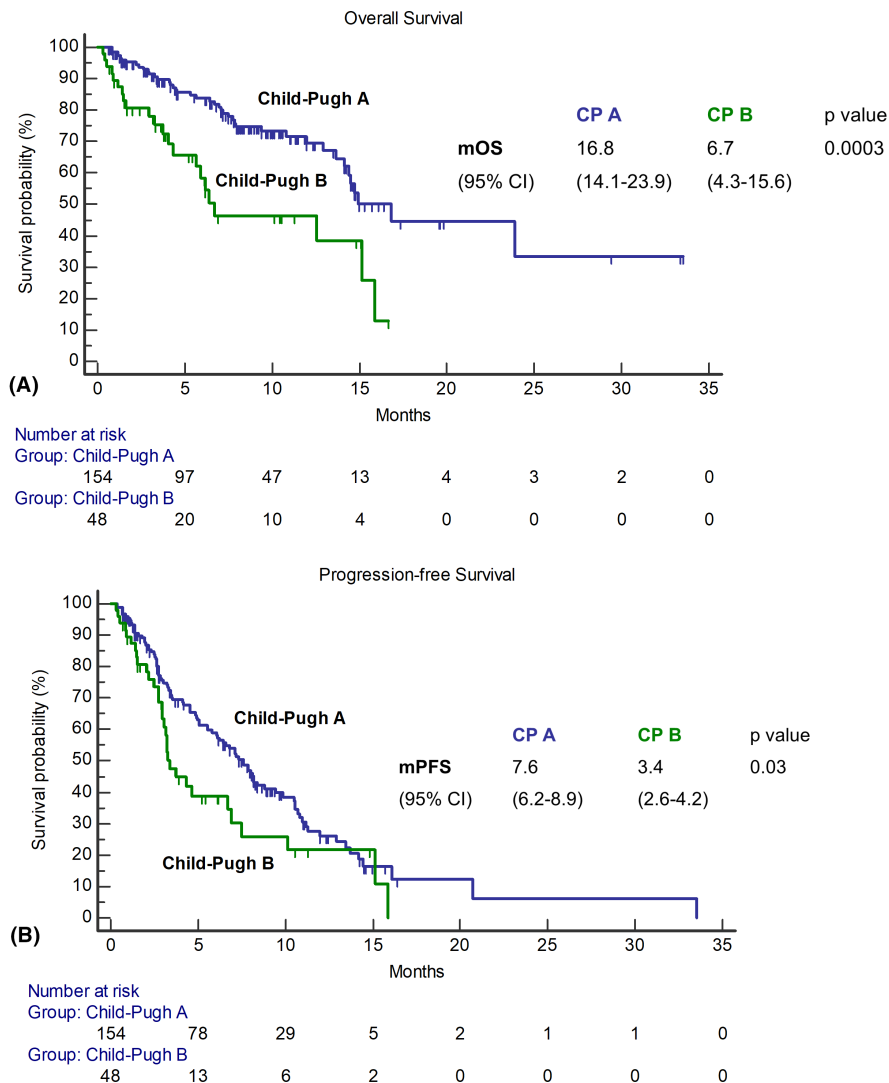 Overall Survival
Survival probability (%)
100
90
80
70
60
50
40
30
20
10
0
Child-Pugh A
Child-Pugh B
CP A CP B p value
mOS 16.8 6.7 0.0003
(95% CI) (14.1-23.9) (4.3-15.6)
0 5 10 15 20 25 30 35
Months
(A)
Number at risk
Group: Child-Pugh A
154 97 47 13 4 3 2 0
Group: Child-Pugh B
48 20 10 4 0 0 0 0
Progression-free Survival
Survival probability (%)
100
90
80
70
60
50
40
30
20
10
0
Child-Pugh A
Child-Pugh B
CP A CP B p value
mPFS 7.6 3.4 0.03
(95% CI) (6.2-8.9) (2.6-4.2)
0 5 10 15 20 25 30 35
Months
(B)
Number at risk
Group: Child-Pugh A
154 78 29 5 2 1 1 0
Group: Child-Pugh B
48 13 6 2 0 0 0 0